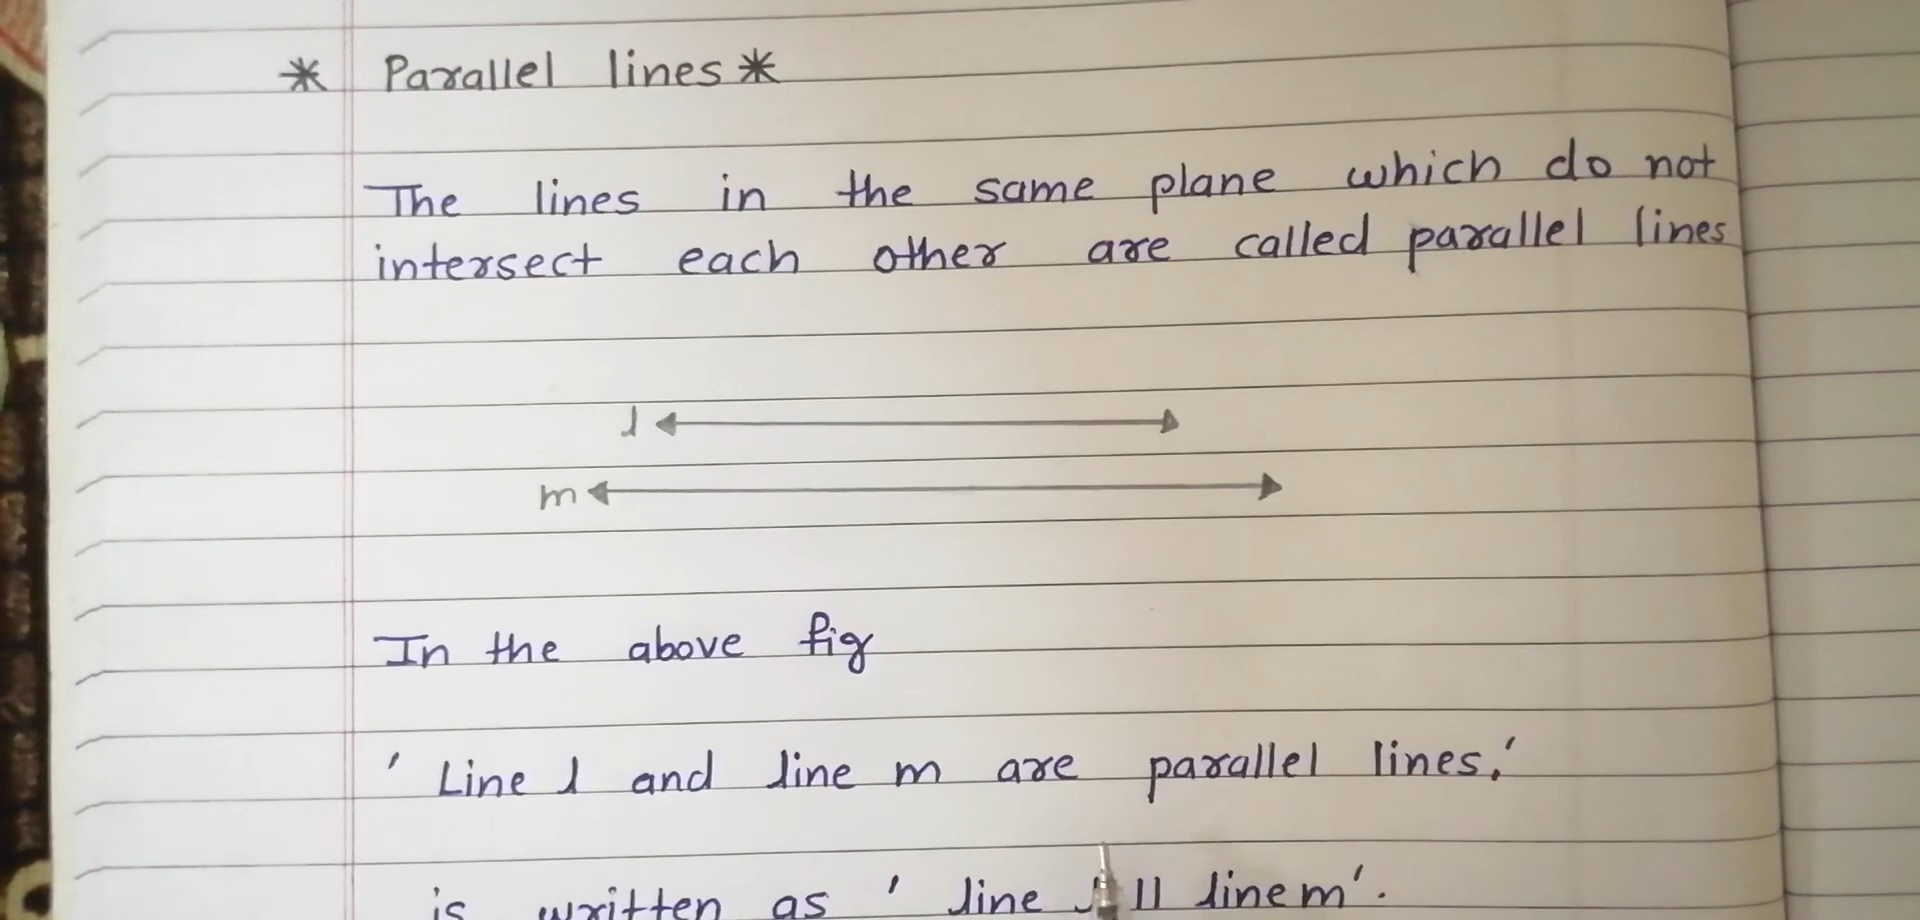 * Parallel lines *
The lines in the same plane which do not
intersect each other are called parallel lines
l
m
In the above fig
' Line l and line m are parallel lines.'
is written as ' line l || line m'.